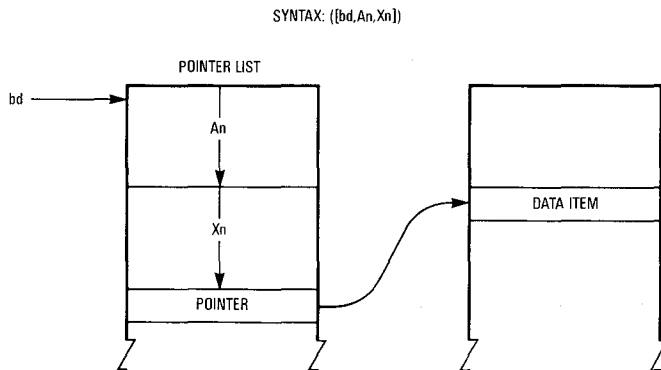 SYNTAX: ([bd,An,Xn])
POINTER LIST
bd
An
Xn
POINTER
DATA ITEM